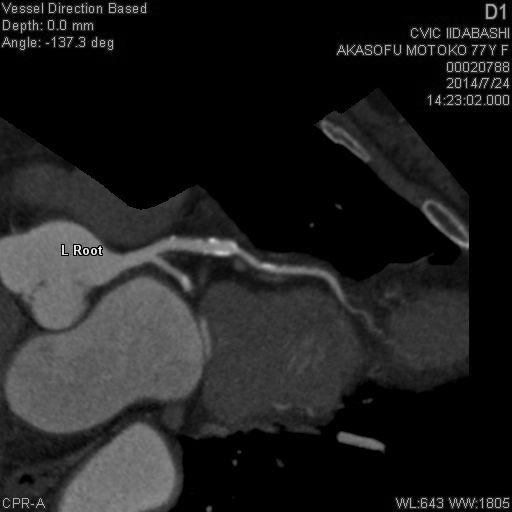 Vessel Direction Based
Depth: 0.0 mm
Angle: -137.3 deg
D1
CVIC IIDABASHI
AKASOFU MOTOKO 77Y F
00020788
2014/7/24
14:23:02.000
L Root
CPR-A
WL:643 WW:1805